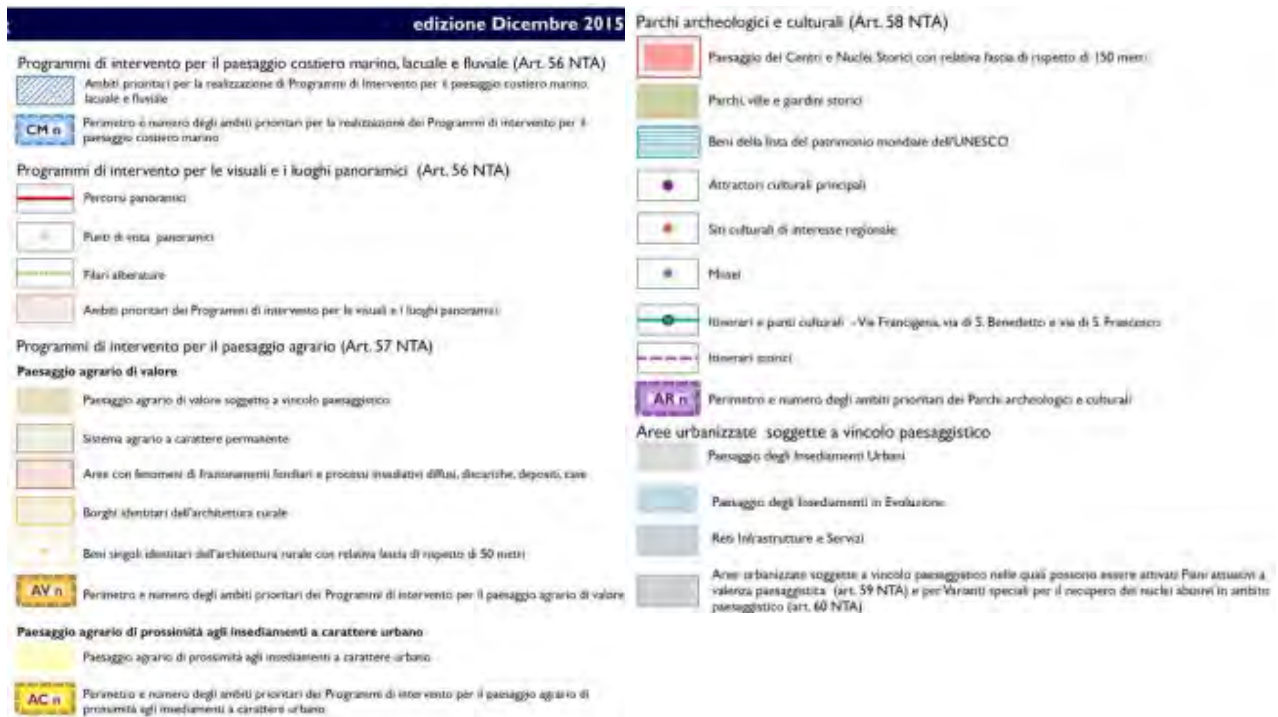 edizione Dicembre 2015
Programmi di intervento per il paesaggio costiero marino, lacuale e fluviale (Art. 56 NTA)
Ambiti prioritari per la realizzazione di Programmi di Intervento per il paesaggio costiero marino,
lacuale e fluviale
CM n
Perimetro e numero degli ambiti prioritari per la realizzazione dei Programmi di intervento per il
paesaggio costiero marino
Programmi di intervento per le visuali e i luoghi panoramici (Art. 56 NTA)
Percorsi panoramici
Punti di vista panoramici
Filari alberature
Ambiti prioritari dei Programmi di intervento per le visuali e i luoghi panoramici
Programmi di intervento per il paesaggio agrario (Art. 57 NTA)
Paesaggio agrario di valore
Paesaggio agrario di valore soggetto a vincolo paesaggistico
Sistema agrario a carattere permanente
Aree con fenomeni di frazionamenti fondiari e processi insediativi diffusi, discariche, depositi, cave
Borghi identitari dell'architettura rurale
Beni singoli identitari dell'architettura rurale con relativa fascia di rispetto di 50 metri
AV n
Perimetro e numero degli ambiti prioritari dei Programmi di intervento per il paesaggio agrario di valore
Paesaggio agrario di prossimità agli insediamenti a carattere urbano
Paesaggio agrario di prossimità agli insediamenti a carattere urbano
AC n
Perimetro e numero degli ambiti prioritari dei Programmi di intervento per il paesaggio agrario di
prossimità agli insediamenti a carattere urbano
Parchi archeologici e culturali (Art. 58 NTA)
Paesaggio dei Centri e Nuclei Storici con relativa fascia di rispetto di 150 metri
Parchi, ville e giardini storici
Beni della lista del patrimonio mondiale dell'UNESCO
Attrattori culturali principali
Siti culturali di interesse regionale
Musei
Itinerari e punti culturali - Via Francigena, via di S. Benedetto e via di S. Francesco
Itinerari storici
AR n
Perimetro e numero degli ambiti prioritari dei Parchi archeologici e culturali
Aree urbanizzate soggette a vincolo paesaggistico
Paesaggio degli Insediamenti Urbani
Paesaggio degli Insediamenti in Evoluzione
Reti Infrastrutture e Servizi
Aree urbanizzate soggette a vincolo paesaggistico nelle quali possono essere attivati Piani attuativi a
valenza paesaggistica (art. 59 NTA) e per Varianti speciali per il recupero dei nuclei abusivi in ambito
paesaggistico (art. 60 NTA)